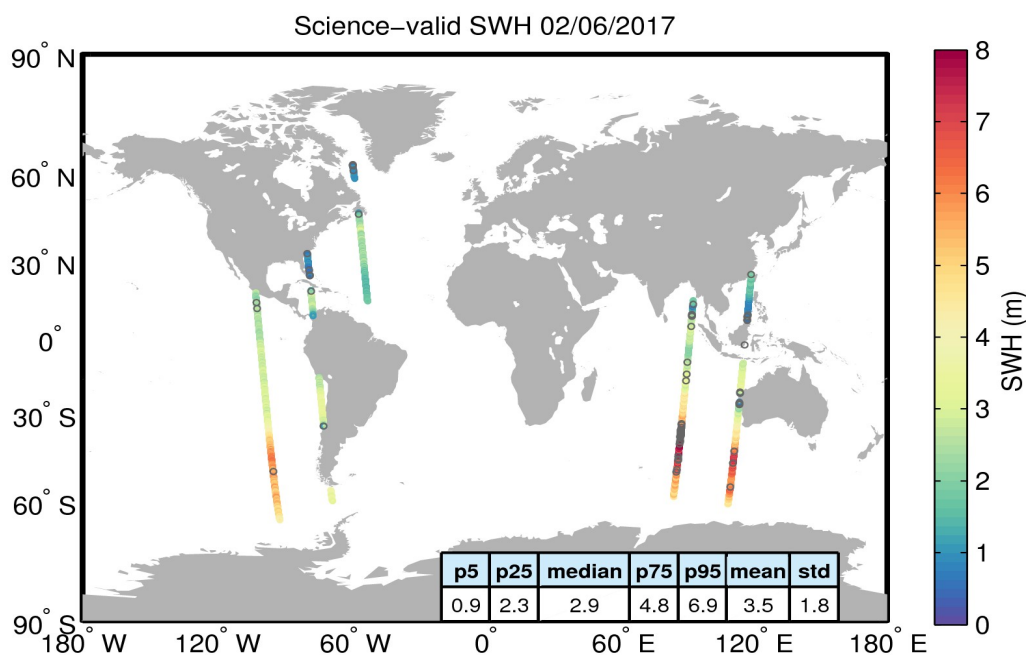 Science−valid SWH 02/06/2017
90° N
60° N
30° N
0°
30° S
60° S
90° S
180° W
120° W
60° W
0°
60° E
120° E
180° E
p5 p25 median p75 p95 mean std
0.9 2.3 2.9 4.8 6.9 3.5 1.8
8
7
6
5
4
3
2
1
0
SWH (m)